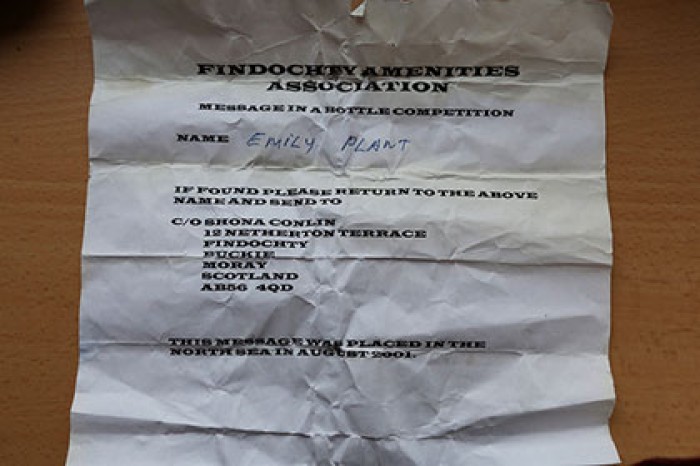 FINDOCHTY AMENITIES
ASSOCIATION
MESSAGE IN A BOTTLE COMPETITION
NAME EMILY PLANT
IF FOUND PLEASE RETURN TO THE ABOVE
NAME AND SEND TO
C/O SHONA CONLIN
12 NETHERTON TERRACE
FINDOCHTY
BUCKIE
MORAY
SCOTLAND
AB56 4QD
THIS MESSAGE WAS PLACED IN THE
NORTH SEA IN AUGUST 2001.